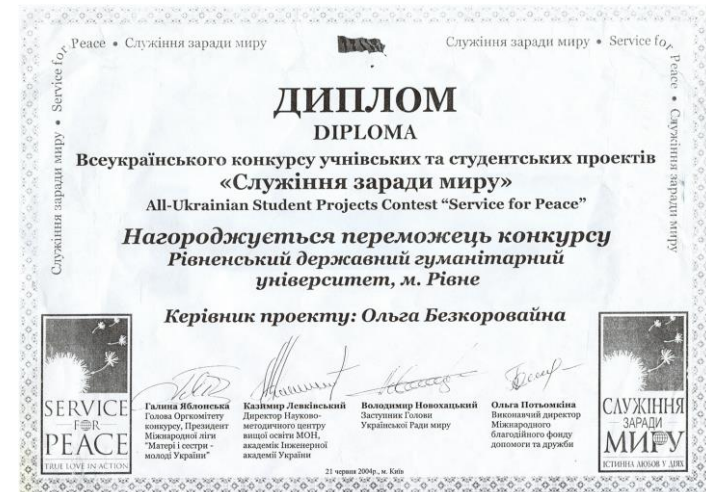 Service for Peace • Служіння заради миру
Служіння заради миру • Service for Peace • Служіння заради миру
Служіння заради миру •
ДИПЛОМ
DIPLOMA
Всеукраїнського конкурсу учнівських та студентських проектів
«Служіння заради миру»
All-Ukrainian Student Projects Contest “Service for Peace”
Нагороджується переможець конкурсу
Рівненський державний гуманітарний
університет, м. Рівне
Керівник проекту: Ольга Безкоровайна
SERVICE
FOR
PEACE
TRUE LOVE IN ACTION
Галина Яблонська
Голова Оргкомітету
конкурсу, Президент
Міжнародної ліги
“Матері і сестри -
молоді України”
Казимир Левківський
Директор Науково-
методичного центру
вищої освіти МОН,
академік Інженерної
академії України
Володимир Новохацький
Заступник Голови
Української Ради миру
Ольга Потьомкіна
Виконавчий директор
Міжнародного
благодійного фонду
допомоги та дружби
СЛУЖІННЯ
ЗАРАДИ
МИРУ
ІСТИННА ЛЮБОВ У ДІЯХ
21 червня 2004р., м. Київ